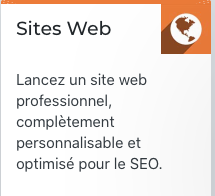 Sites Web
Lancez un site web
professionnel,
complètement
personnalisable et
optimisé pour le SEO.